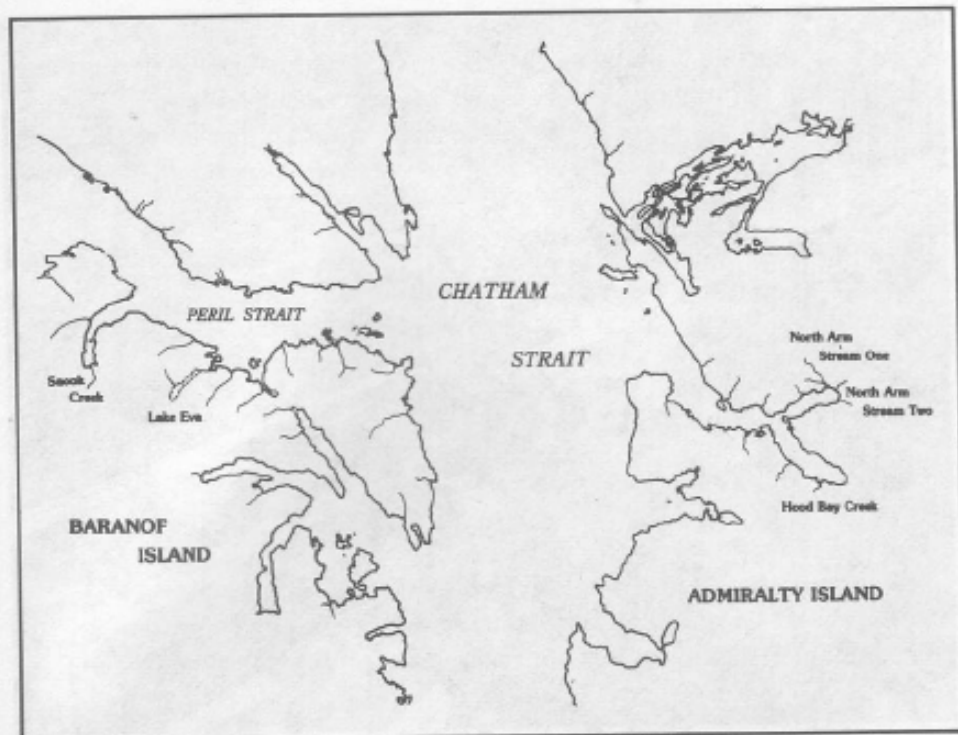 CHATHAM
PERIL STRAIT
STRAIT
North Arm
Stream One
Snook
Creek
North Arm
Stream Two
Lake Eva
Hood Bay Creek
BARANOF
ISLAND
ADMIRALTY ISLAND